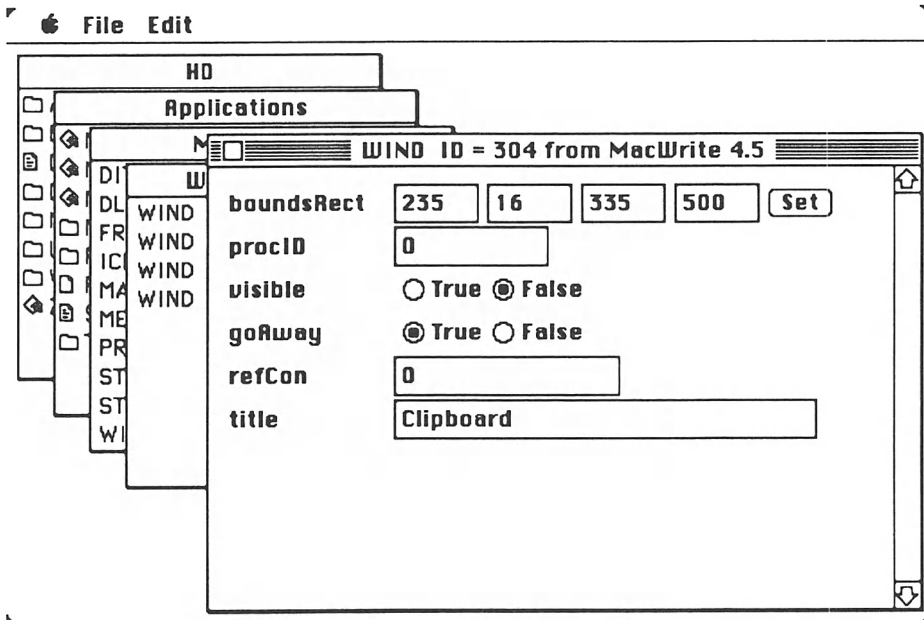 File Edit
HD
Applications
M
W
WIND ID = 304 from MacWrite 4.5
DI
DL
FR
IC
MA
ME
PR
ST
ST
WI
WIND
WIND
WIND
WIND
boundsRect 235 16 335 500 Set
procID 0
visible True False
goAway True False
refCon 0
title Clipboard